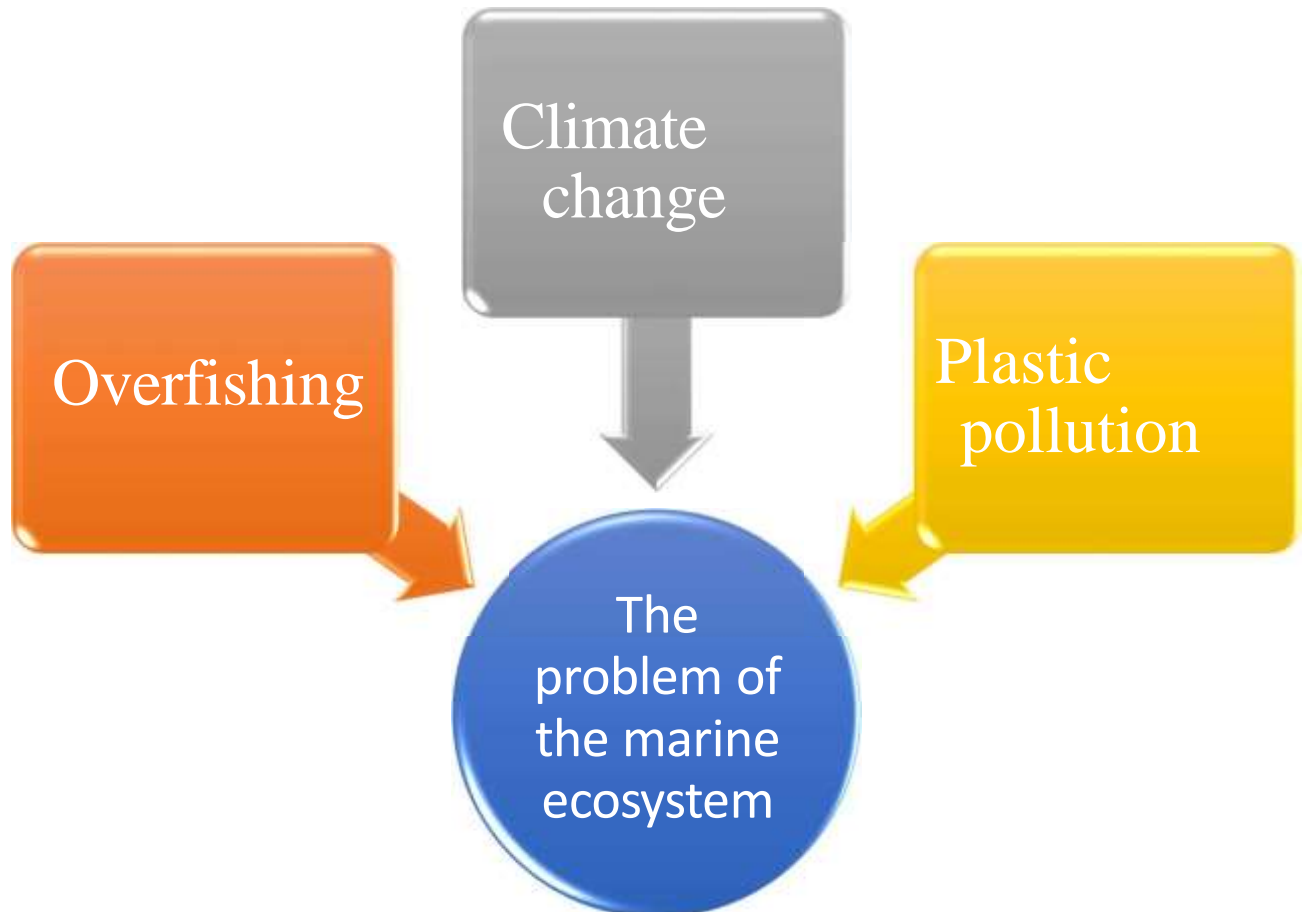 Climate
change
Overfishing
Plastic
pollution
The
problem of
the marine
ecosystem